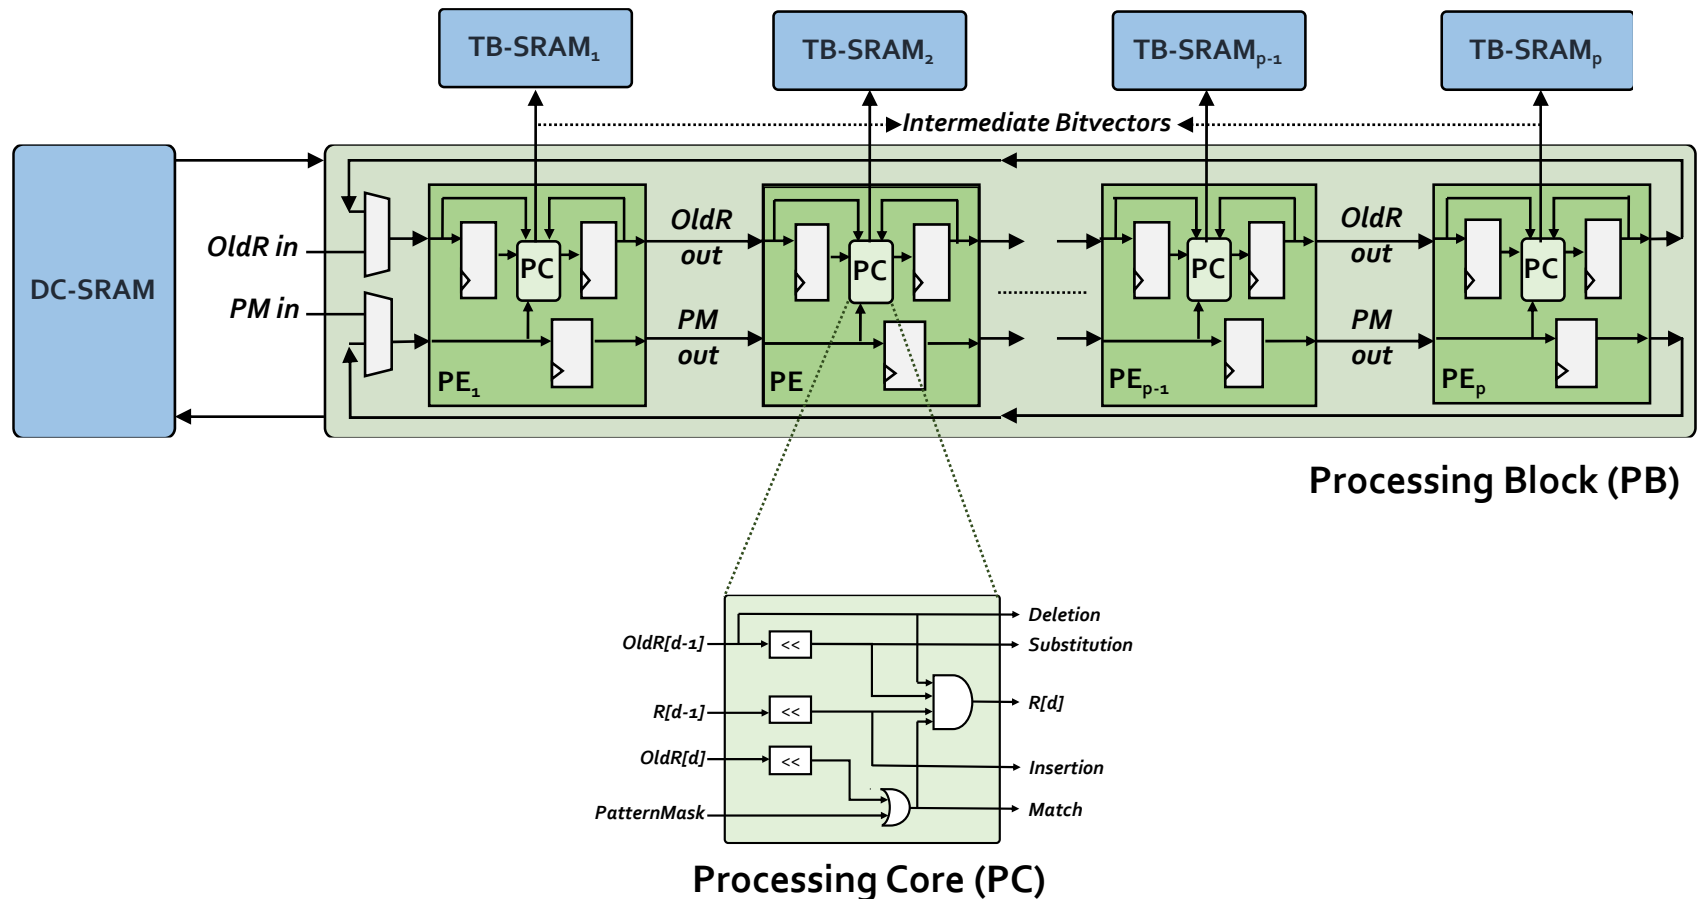 TB-SRAM₁
TB-SRAM₂
TB-SRAMₚ₋₁
TB-SRAMₚ
Intermediate Bitvectors
DC-SRAM
OldR in
PM in
PC
PE₁
OldR
out
PM
out
PC
PE
PC
PEₚ₋₁
OldR
out
PM
out
PC
PEₚ
Processing Block (PB)
OldR[d-1]
<<
R[d-1]
<<
OldR[d]
<<
PatternMask
Deletion
Substitution
R[d]
Insertion
Match
Processing Core (PC)